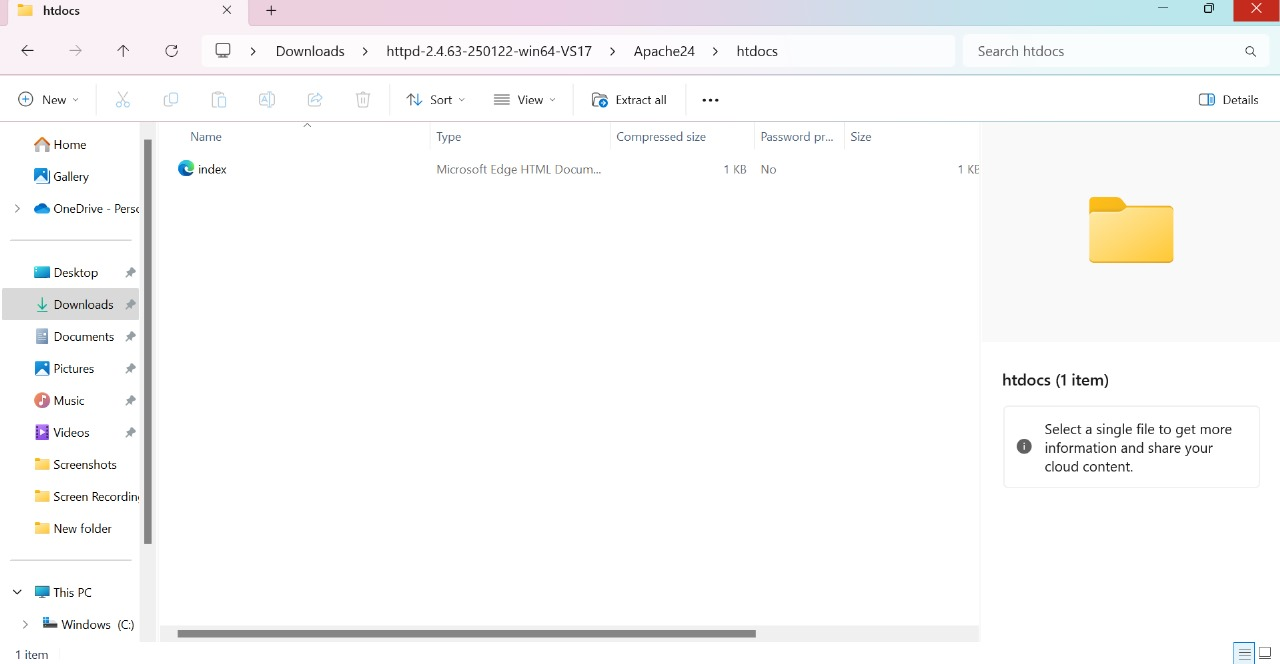 htdocs
Downloads > httpd-2.4.63-250122-win64-VS17 > Apache24 > htdocs
Search htdocs
New
Sort
View
Extract all
Details
Home
Gallery
OneDrive - Perso
Desktop
Downloads
Documents
Pictures
Music
Videos
Screenshots
Screen Recording
New folder
This PC
Windows (C:)
Name
Type
Compressed size
Password pr...
Size
index
Microsoft Edge HTML Docum...
1 KB
No
1 KB
htdocs (1 item)
Select a single file to get more
information and share your
cloud content.
1 item